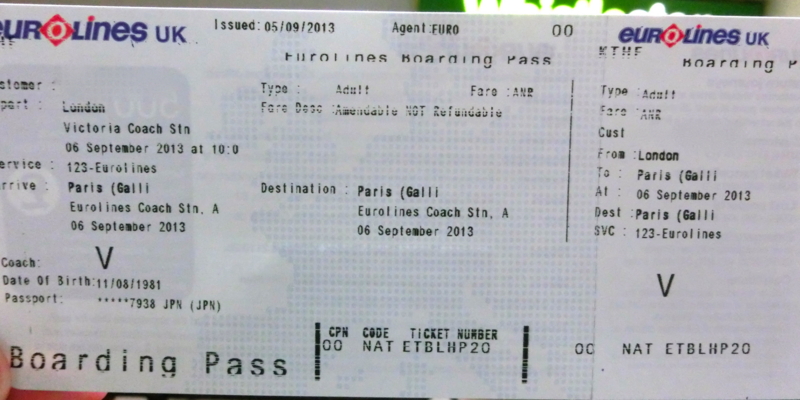 EUROLINES UK
Issued: 05/09/2013
Agent: EURO
00
Eurolines Boarding Pass
stomer :
Type : Adult
Fare : ANR
part : London
Fare Desc : Amendable NOT Refundable
Victoria Coach Stn
06 September 2013 at 10:0
ervice : 123-Eurolines
rrive : Paris (Galli
Destination : Paris (Galli
Eurolines Coach Stn, A
Eurolines Coach Stn, A
06 September 2013
06 September 2013
Coach: V
Date Of Birth: 11/08/1981
Passport: *****7938 JPN (JPN)
CPN CODE TICKET NUMBER
00 NAT ETBLHP20
Boarding Pass
EUROLINES UK
Boarding P
Type : Adult
Fare : ANR
Cust
From : London
To : Paris (Galli
At : 06 September 2013
Dest : Paris (Galli
SVC : 123-Eurolines
V
00 NAT ETBLHP20